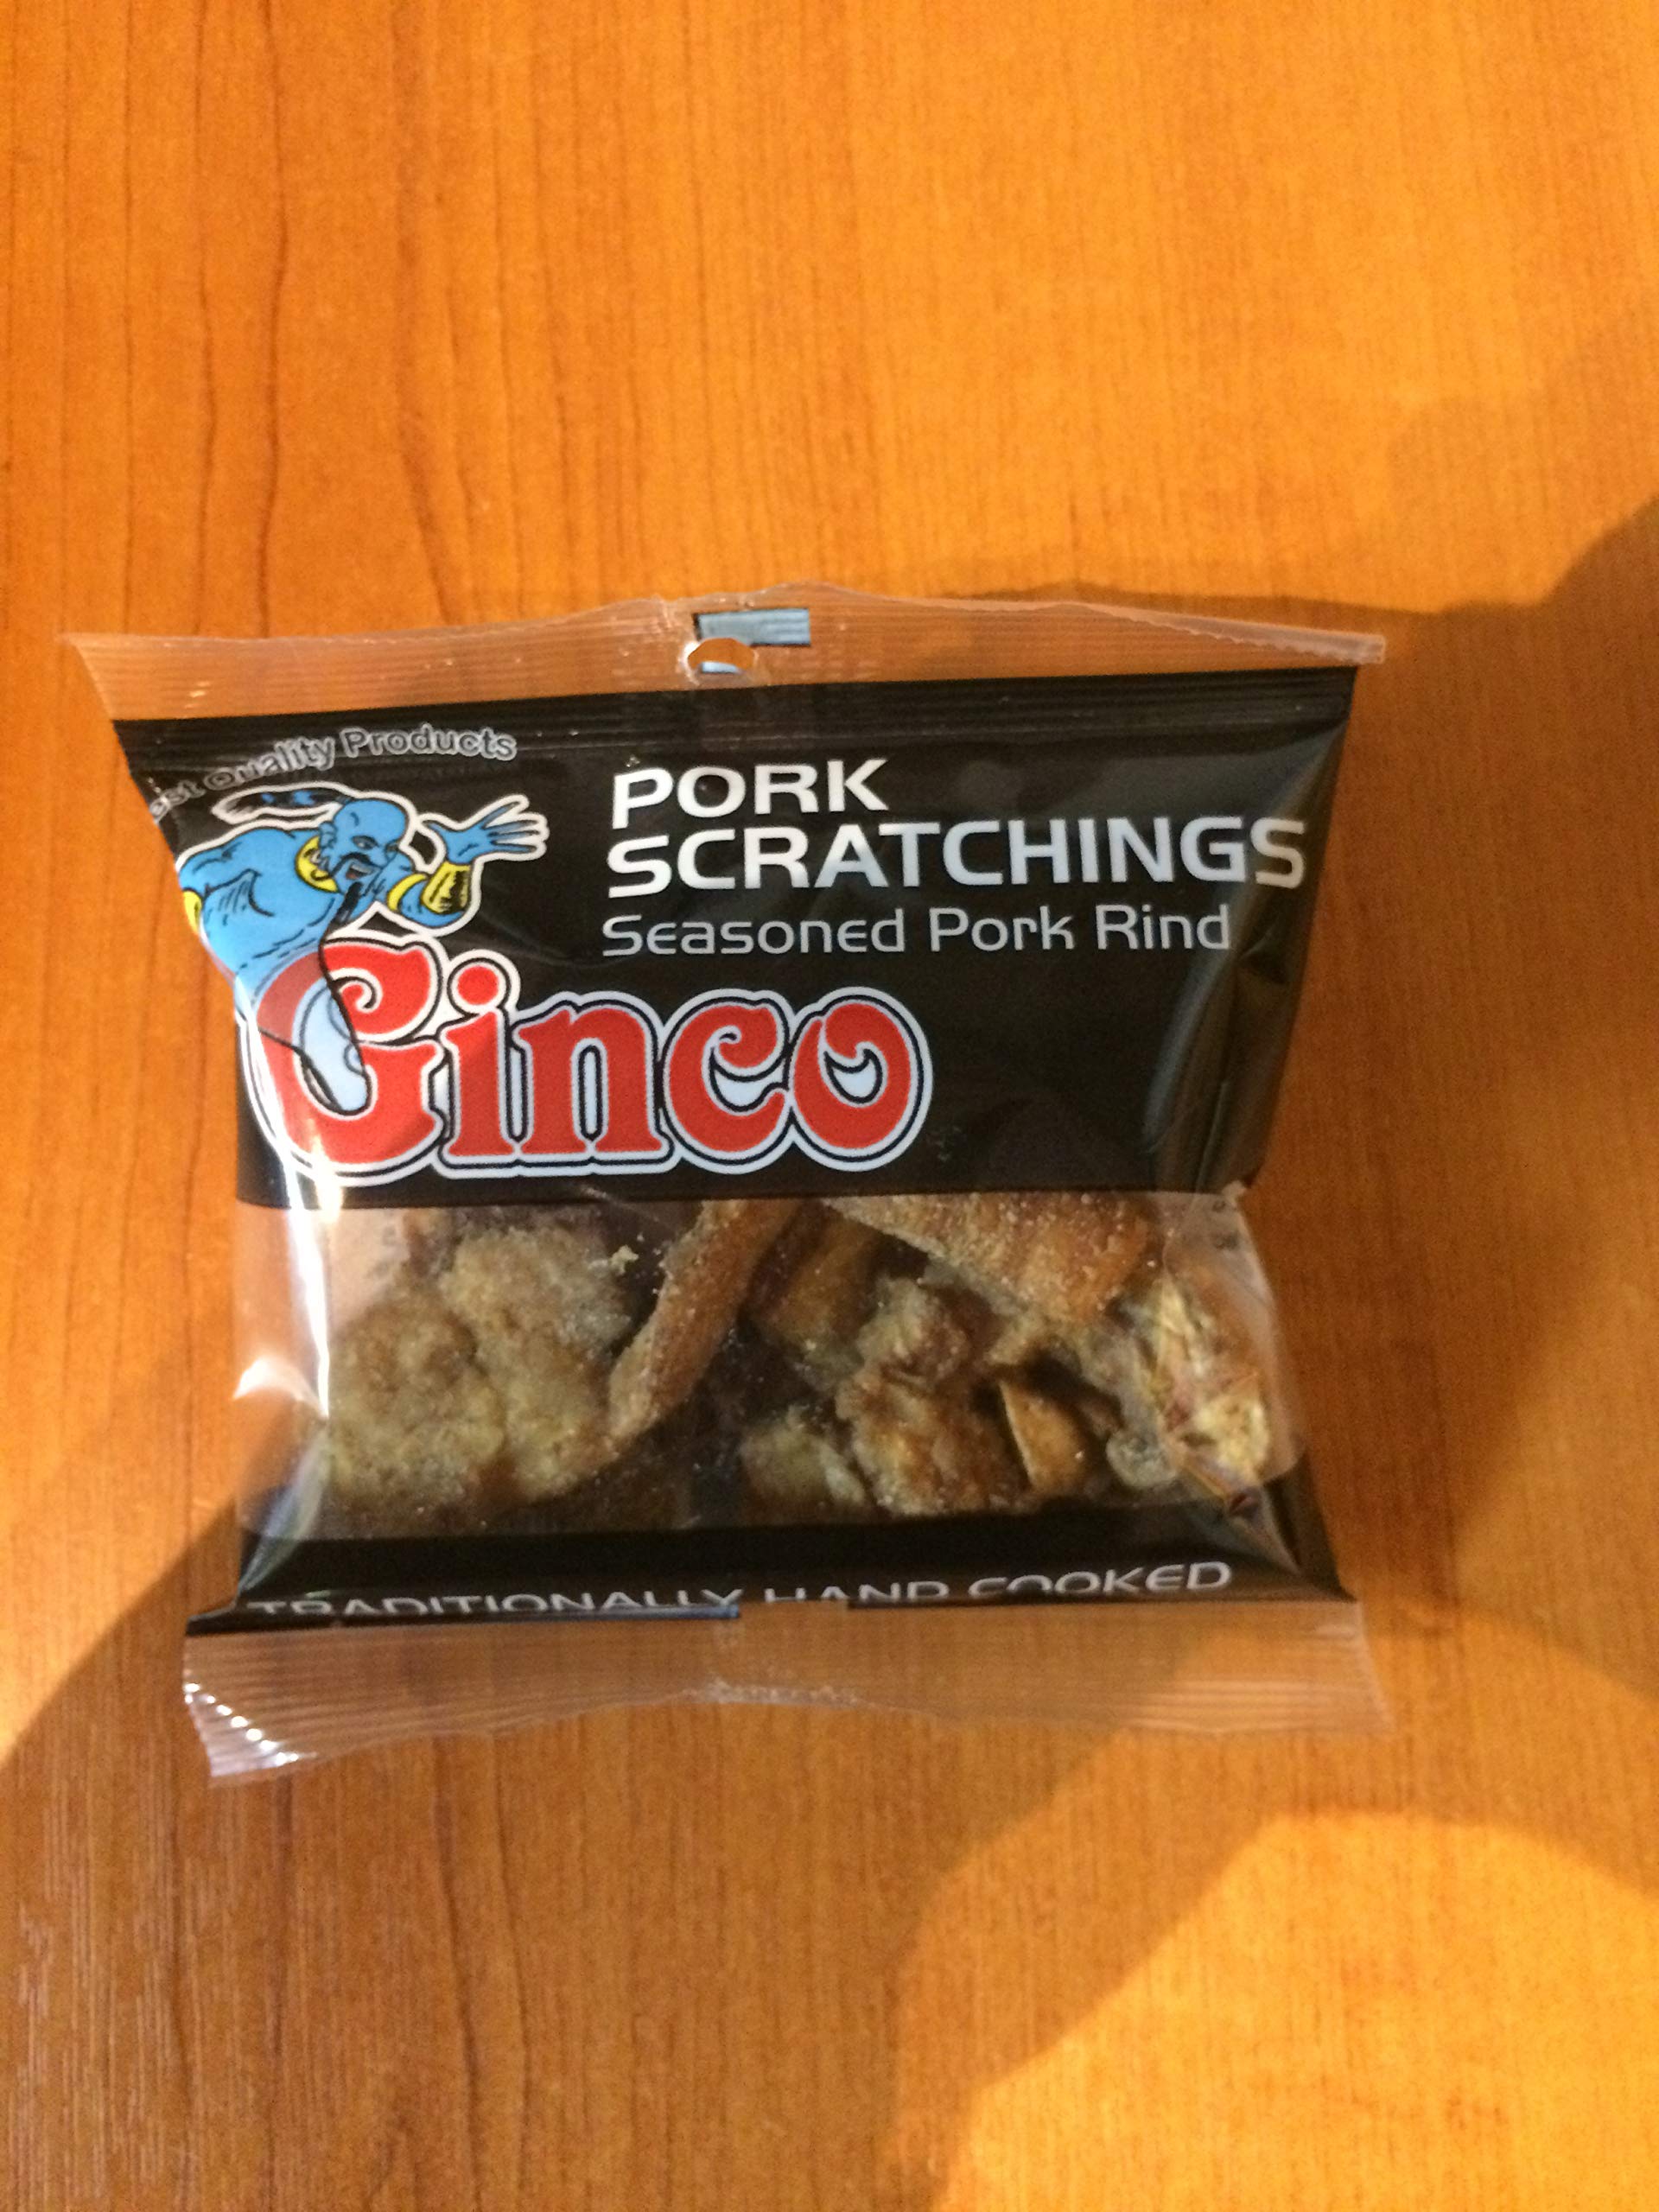 Quality Products
PORK
SCRATCHINGS
Seasoned Pork Rind
Ginco
TRADITIONALLY HAND COOKED